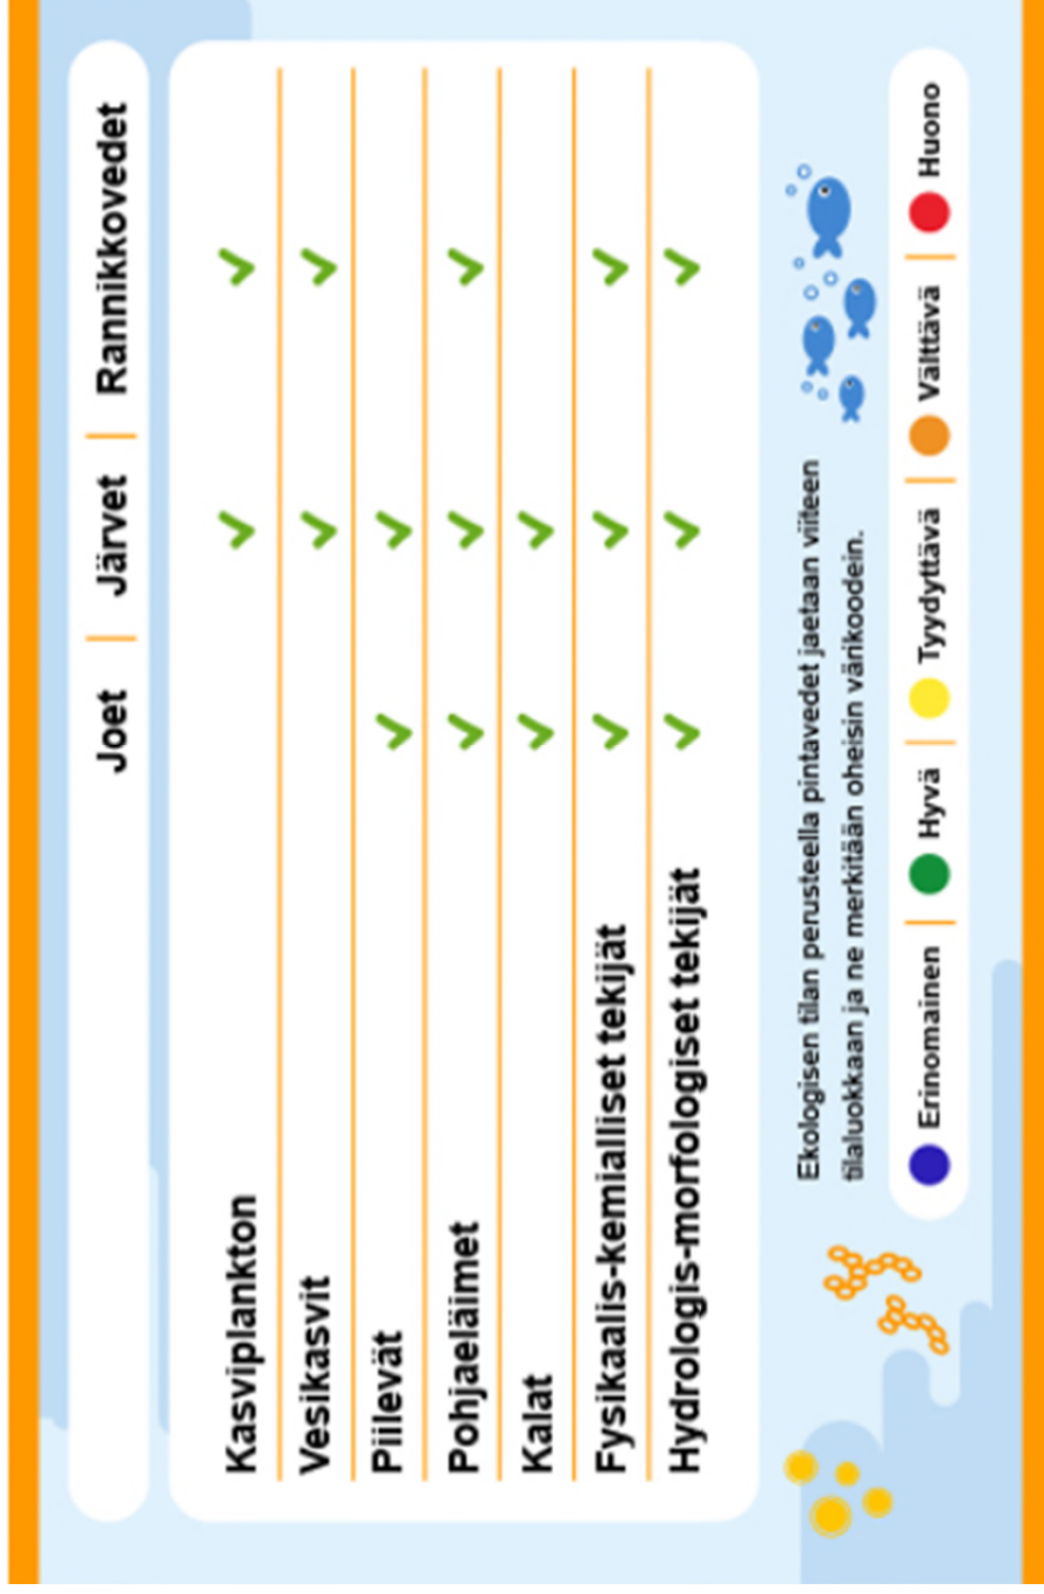 Joet Järvet Rannikkovedet
Kasviplankton
Vesikasvit
Piilevät
Pohjaeläimet
Kalat
Fysikaalis-kemialliset tekijät
Hydrologis-morfologiset tekijät
Ekologisen tilan perusteella pintavedet jaetaan viiteen
tilaluokkaan ja ne merkitään oheisin värikoodein.
Erinomainen Hyvä Tyydyttävä Välttävä Huono